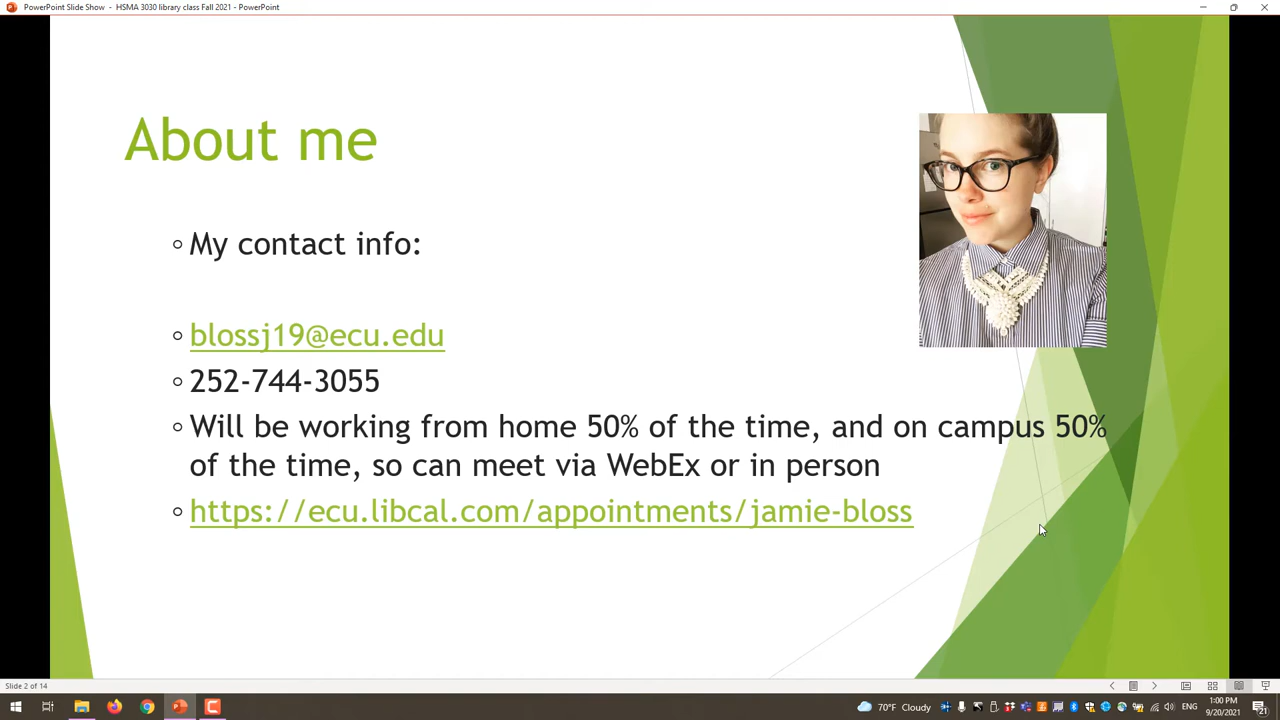 PowerPoint Slide Show - HSMA 3030 library class Fall 2021 - PowerPoint
About me
My contact info:
blossj19@ecu.edu
252-744-3055
Will be working from home 50% of the time, and on campus 50%
of the time, so can meet via WebEx or in person
https://ecu.libcal.com/appointments/jamie-bloss
Slide 2 of 14
70°F Cloudy
ENG
1:00 PM
9/20/2021